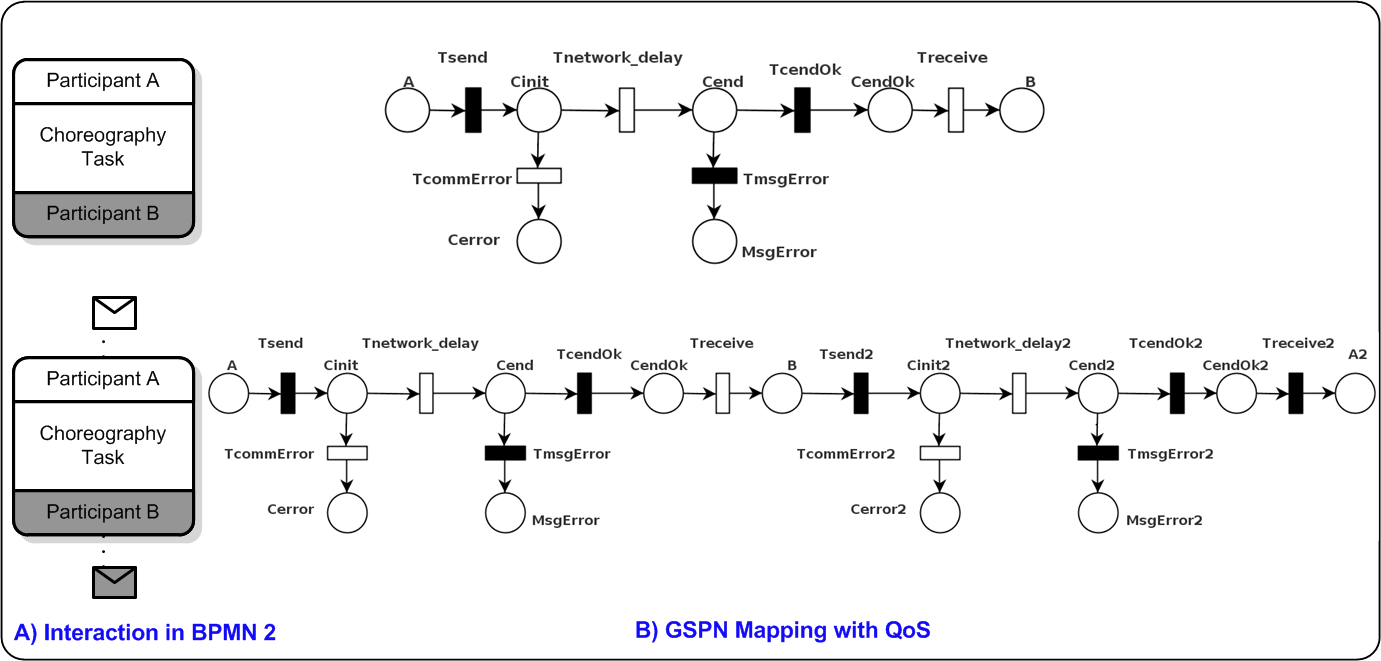 Participant A
Choreography
Task
Participant B
Tsend
Tnetwork_delay
TcendOk
Treceive
A
Cinit
Cend
CendOk
B
TcommError
TmsgError
Cerror
MsgError
Participant A
Choreography
Task
Participant B
Tsend
Tnetwork_delay
TcendOk
Treceive
Tsend2
Tnetwork_delay2
TcendOk2
Treceive2
A
Cinit
Cend
CendOk
B
Cinit2
Cend2
CendOk2
A2
TcommError
TmsgError
TcommError2
TmsgError2
Cerror
MsgError
Cerror2
MsgError2
A) Interaction in BPMN 2
B) GSPN Mapping with QoS